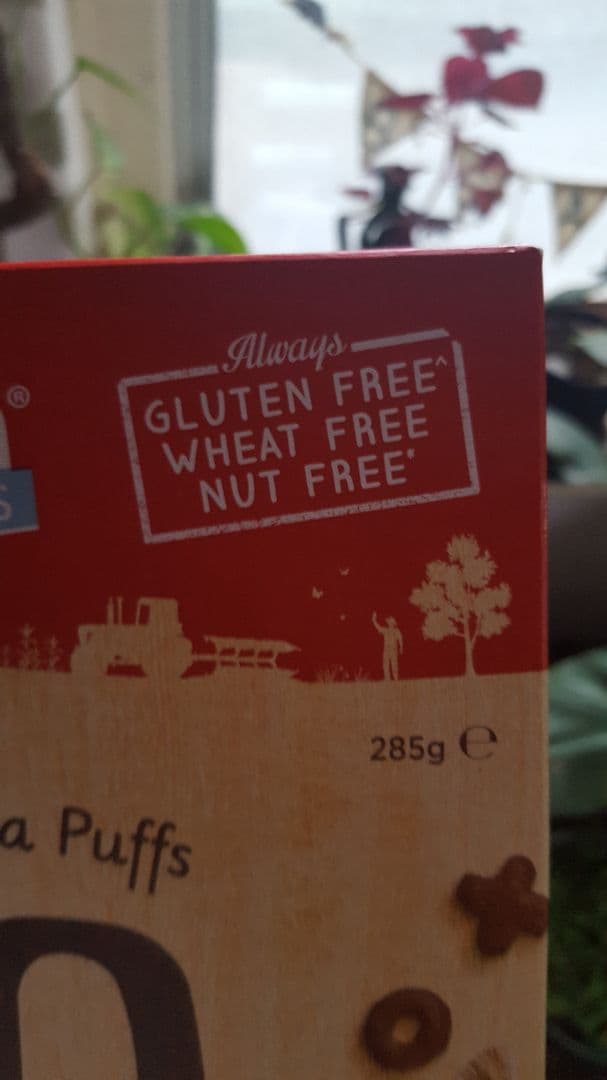 Always
GLUTEN FREE^
WHEAT FREE
NUT FREE*
®
S
285g ℮
a Puffs